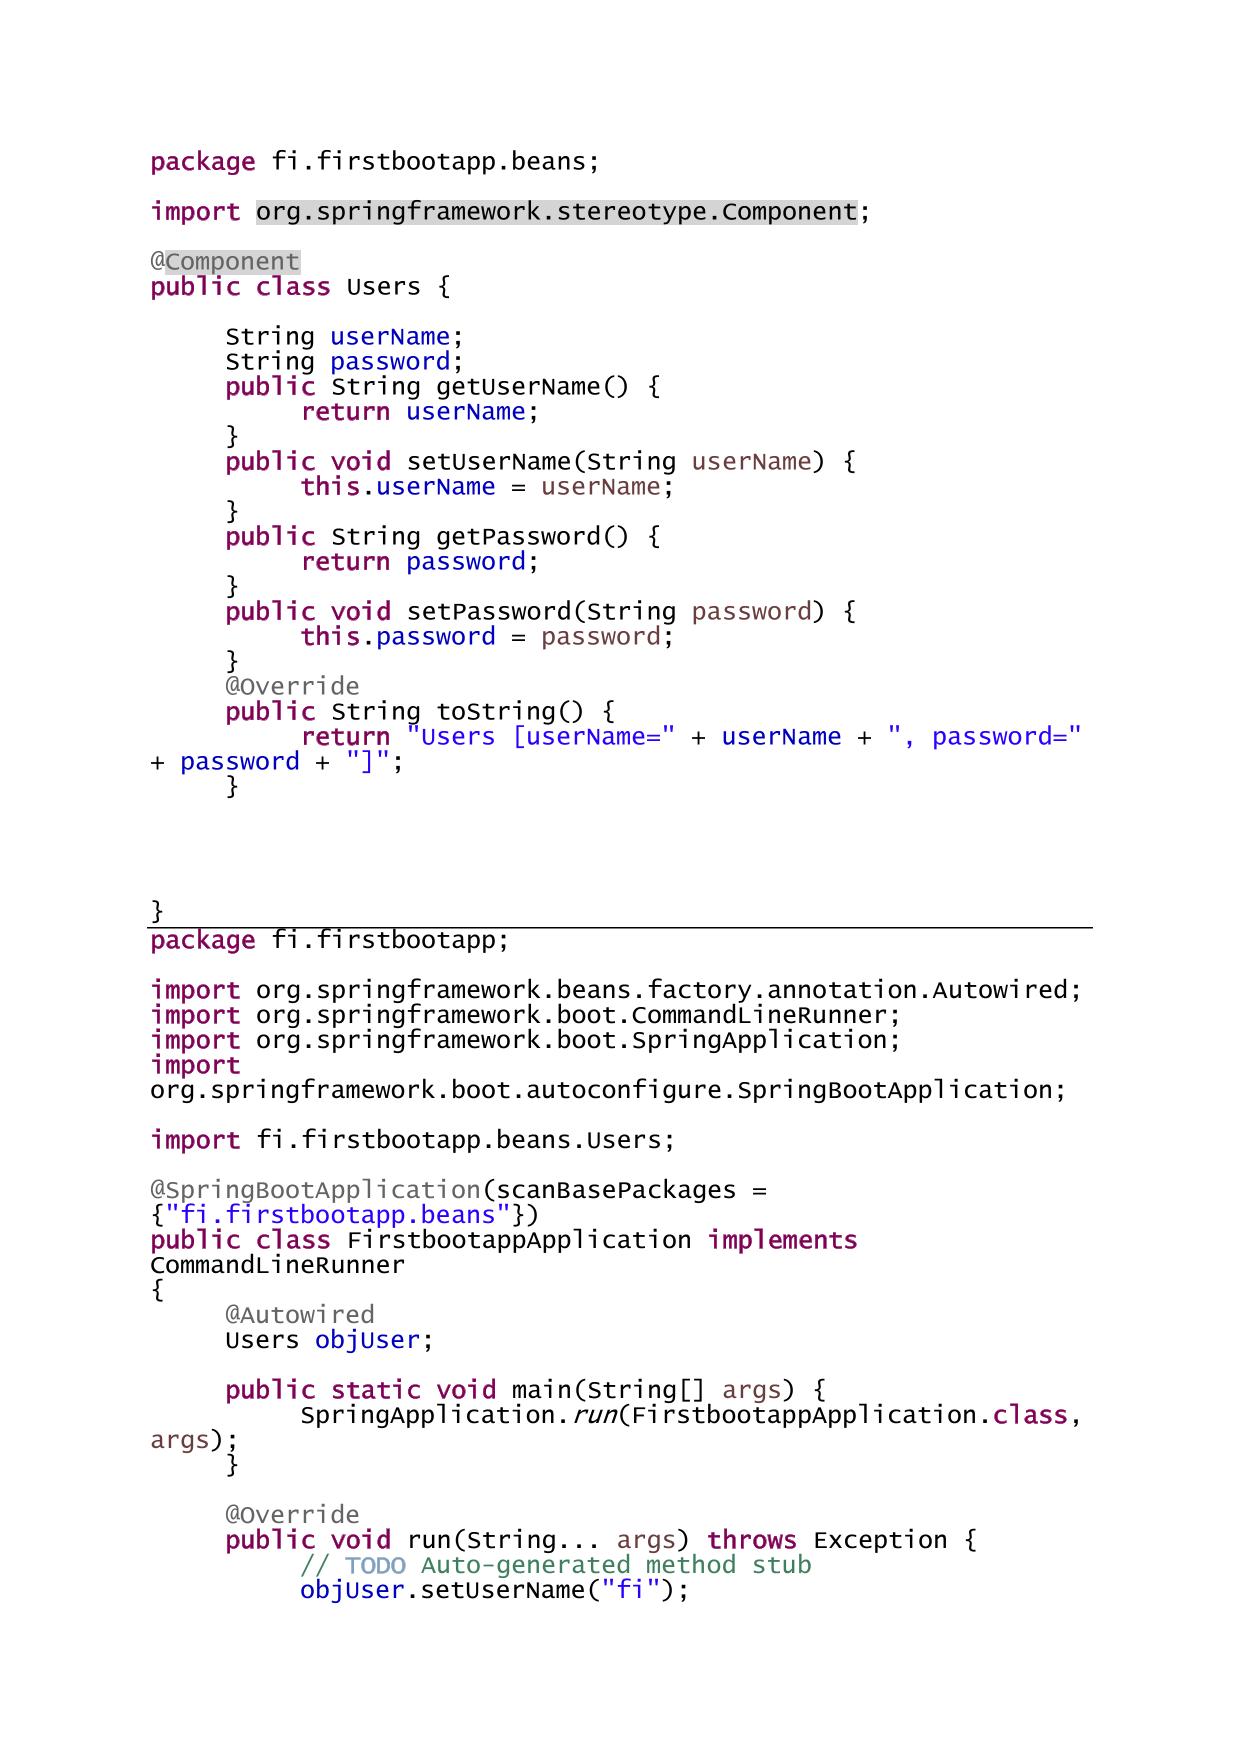 package fi.firstbootapp.beans;
import org.springframework.stereotype.Component;
@Component
public class Users {
String userName;
String password;
public String getUserName() {
return userName;
}
public void setUserName(String userName) {
this.userName = userName;
}
public String getPassword() {
return password;
}
public void setPassword(String password) {
this.password = password;
}
@Override
public String toString() {
return "Users [userName=" + userName + ", password="
+ password + "]";
}
}
package fi.firstbootapp;
import org.springframework.beans.factory.annotation.Autowired;
import org.springframework.boot.CommandLineRunner;
import org.springframework.boot.SpringApplication;
import
org.springframework.boot.autoconfigure.SpringBootApplication;
import fi.firstbootapp.beans.Users;
@SpringBootApplication(scanBasePackages =
{"fi.firstbootapp.beans"})
public class FirstbootappApplication implements
CommandLineRunner
{
@Autowired
Users objUser;
public static void main(String[] args) {
SpringApplication.run(FirstbootappApplication.class,
args);
}
@Override
public void run(String... args) throws Exception {
// TODO Auto-generated method stub
objUser.setUserName("fi");